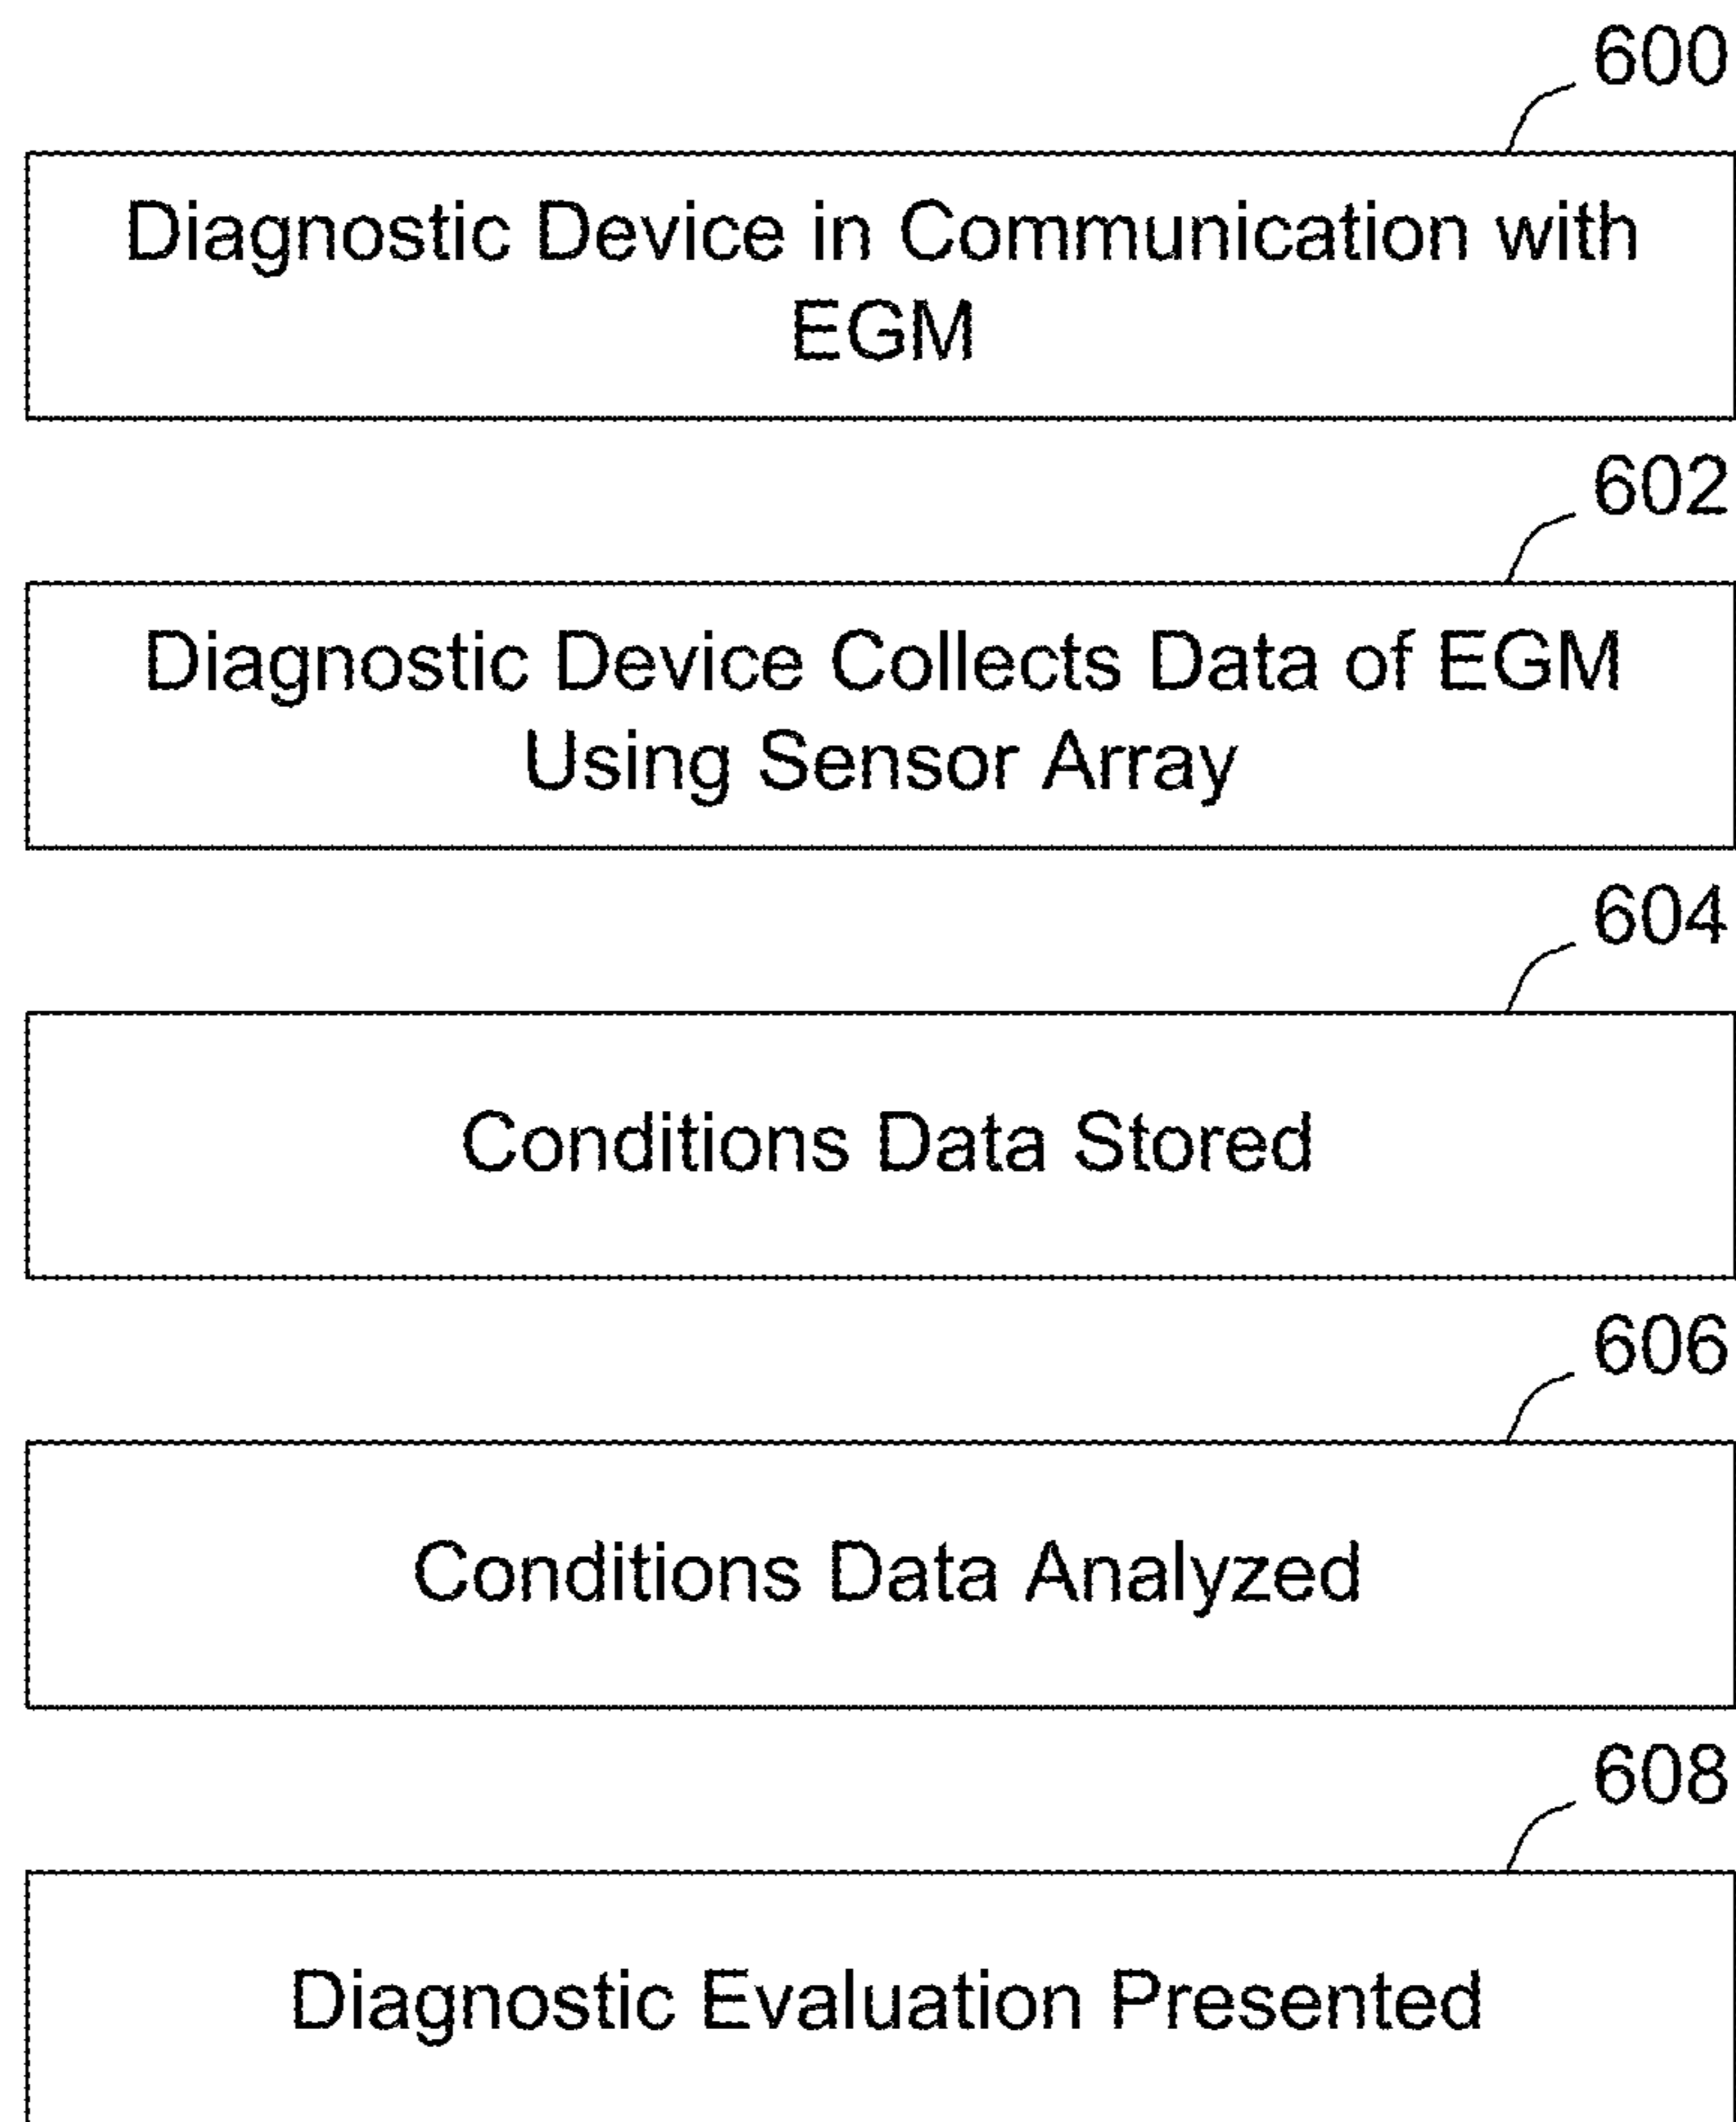 600
Diagnostic Device in Communication with
EGM
602
Diagnostic Device Collects Data of EGM
Using Sensor Array
604
Conditions Data Stored
606
Conditions Data Analyzed
608
Diagnostic Evaluation Presented